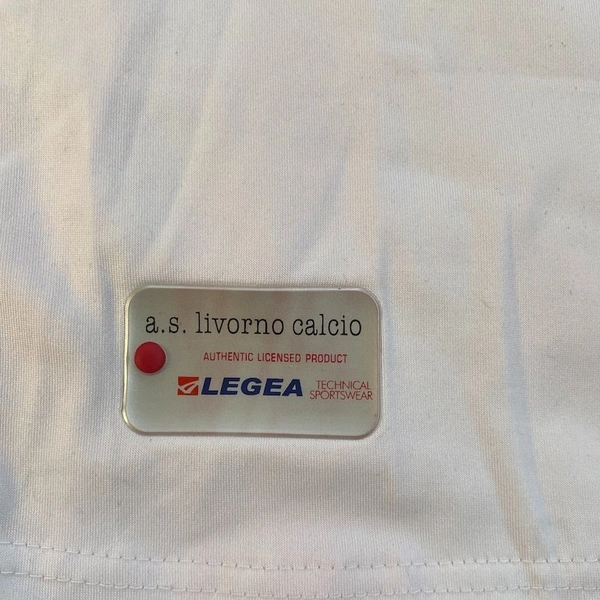 a.s. livorno calcio
AUTHENTIC LICENSED PRODUCT
LEGEA TECHNICAL
SPORTSWEAR